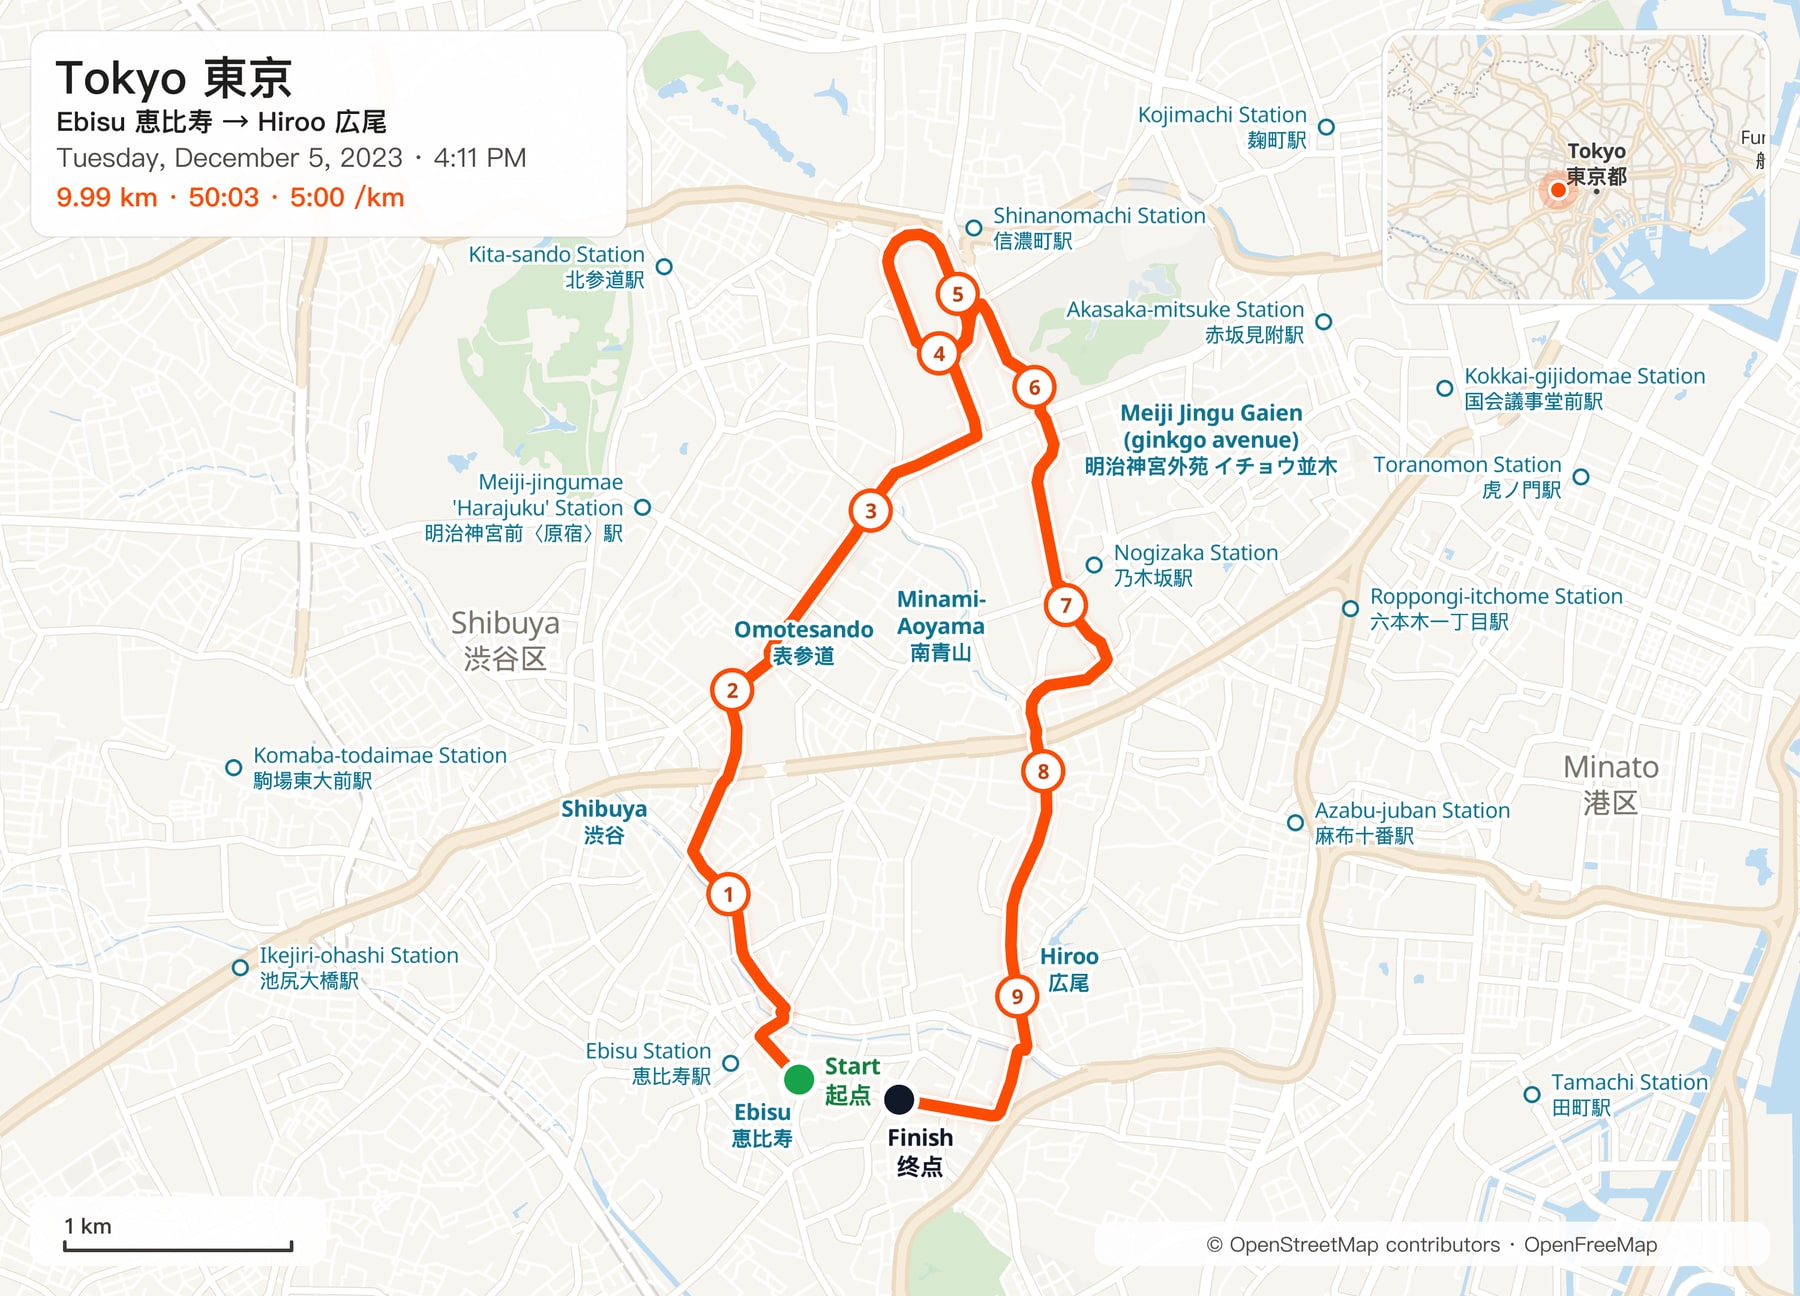 Tokyo 東京
Ebisu 恵比寿 → Hiroo 広尾
Tuesday, December 5, 2023 · 4:11 PM
9.99 km · 50:03 · 5:00 /km
Kojimachi Station
麹町駅
Tokyo
東京都
Fur
Shinanomachi Station
信濃町駅
Kita-sando Station
北参道駅
5
Akasaka-mitsuke Station
赤坂見附駅
4
6
Kokkai-gijidomae Station
国会議事堂前駅
Meiji Jingu Gaien
(ginkgo avenue)
明治神宮外苑 イチョウ並木
Toranomon Station
虎ノ門駅
Meiji-jingumae
'Harajuku' Station
明治神宮前〈原宿〉駅
3
Nogizaka Station
乃木坂駅
Minami-
Aoyama
南青山
7
Roppongi-itchome Station
六本木一丁目駅
Shibuya
渋谷区
Omotesando
表参道
2
Komaba-todaimae Station
駒場東大前駅
8
Minato
港区
Shibuya
渋谷
Azabu-juban Station
麻布十番駅
1
Ikejiri-ohashi Station
池尻大橋駅
Hiroo
広尾
9
Ebisu Station
恵比寿駅
Start
起点
Ebisu
恵比寿
Finish
终点
Tamachi Station
田町駅
1 km
© OpenStreetMap contributors · OpenFreeMap